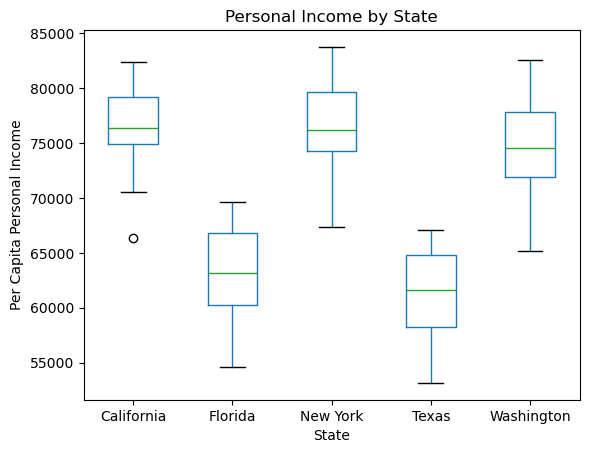 Personal Income by State
Per Capita Personal Income
85000
80000
75000
70000
65000
60000
55000
California Florida New York Texas Washington
State